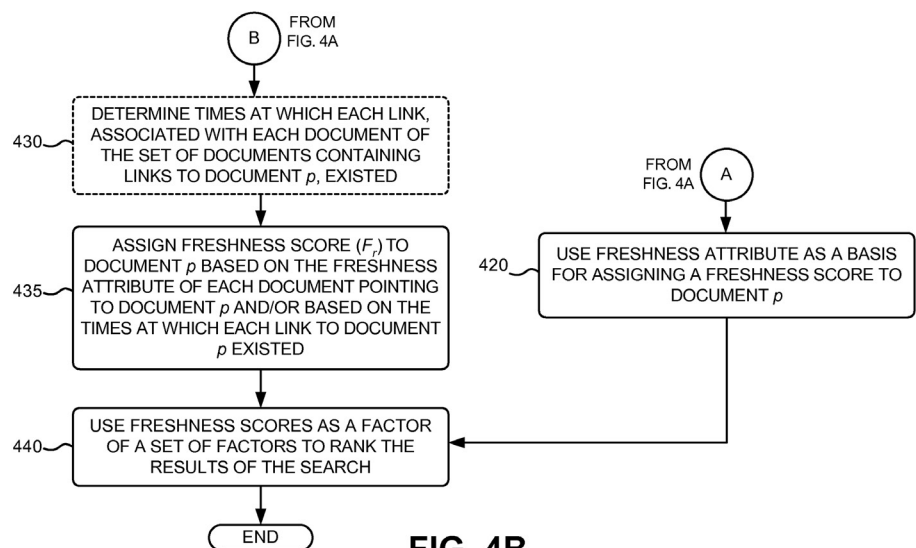 B
FROM
FIG. 4A
DETERMINE TIMES AT WHICH EACH LINK,
ASSOCIATED WITH EACH DOCUMENT OF
THE SET OF DOCUMENTS CONTAINING
LINKS TO DOCUMENT p, EXISTED
430
FROM
FIG. 4A
A
ASSIGN FRESHNESS SCORE (Fr) TO
DOCUMENT p BASED ON THE FRESHNESS
ATTRIBUTE OF EACH DOCUMENT POINTING
TO DOCUMENT p AND/OR BASED ON THE
TIMES AT WHICH EACH LINK TO DOCUMENT
p EXISTED
435
USE FRESHNESS ATTRIBUTE AS A BASIS
FOR ASSIGNING A FRESHNESS SCORE TO
DOCUMENT p
420
USE FRESHNESS SCORES AS A FACTOR
OF A SET OF FACTORS TO RANK THE
RESULTS OF THE SEARCH
440
END
FIG. 4B